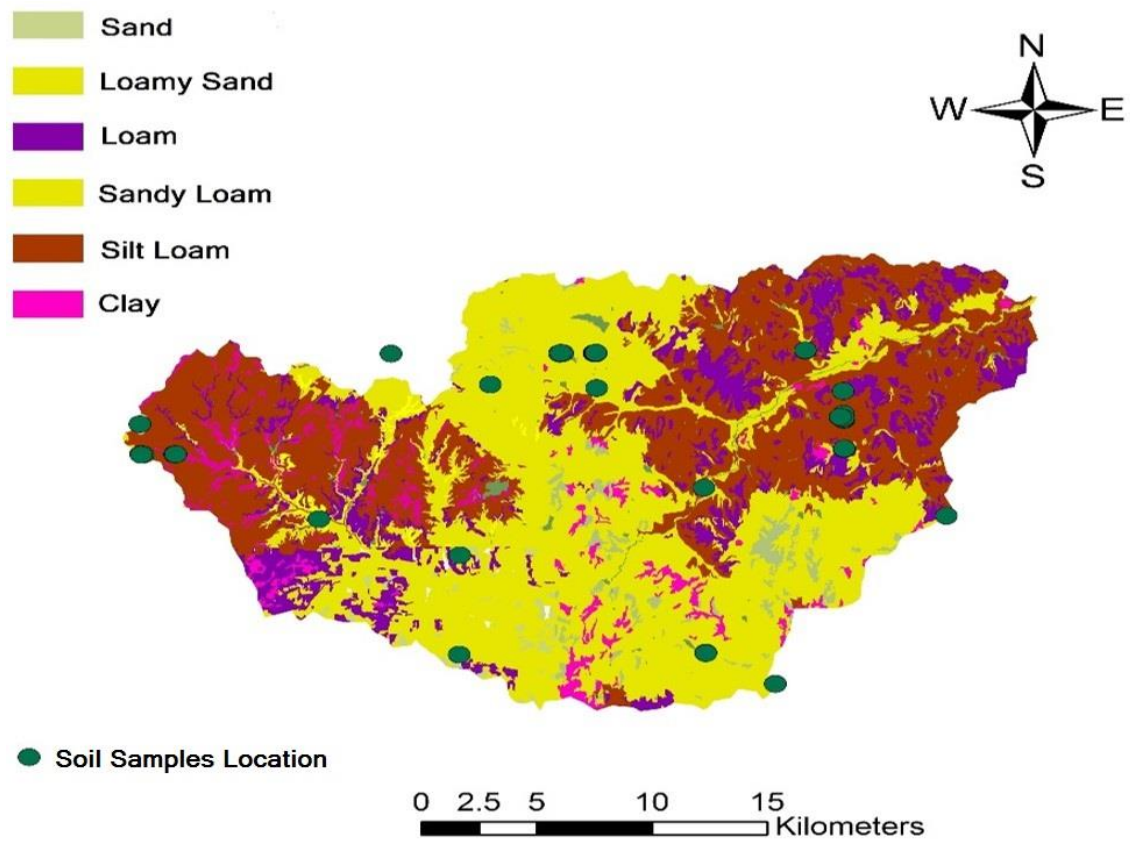 Sand
Loamy Sand
Loam
Sandy Loam
Silt Loam
Clay
N
W E
S
Soil Samples Location
0 2.5 5 10 15
Kilometers